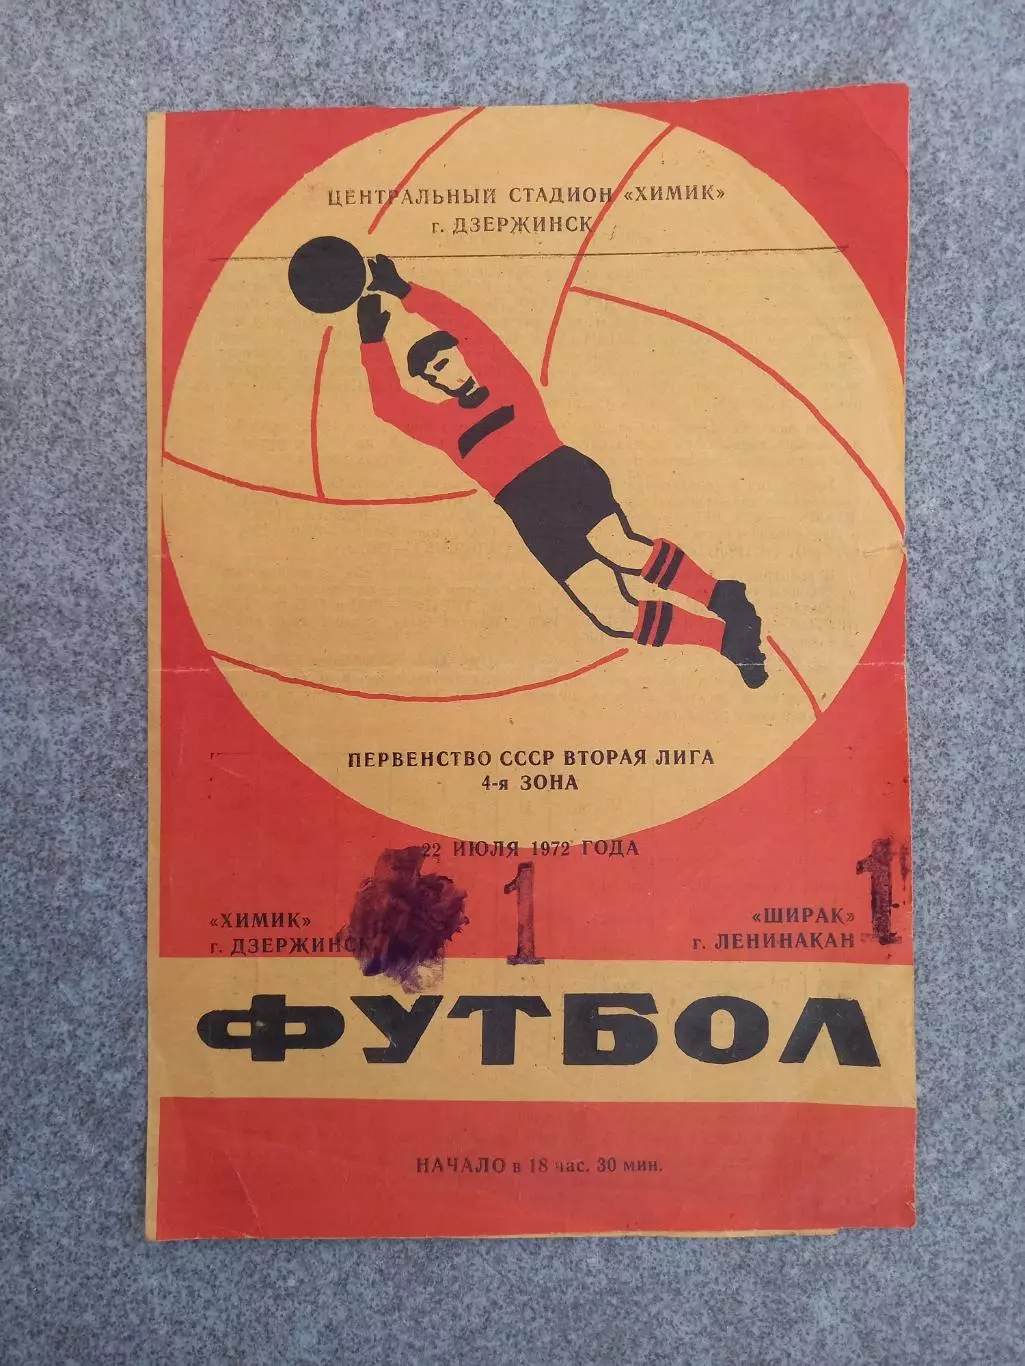 ЦЕНТРАЛЬНЫЙ СТАДИОН «ХИМИК»
г. ДЗЕРЖИНСК
ПЕРВЕНСТВО СССР ВТОРАЯ ЛИГА
4-я ЗОНА
22 ИЮЛЯ 1972 ГОДА
1 1
«ХИМИК» «ШИРАК»
г. ДЗЕРЖИНСК г. ЛЕНИНАКАН
ФУТБОЛ
НАЧАЛО в 18 час. 30 мин.